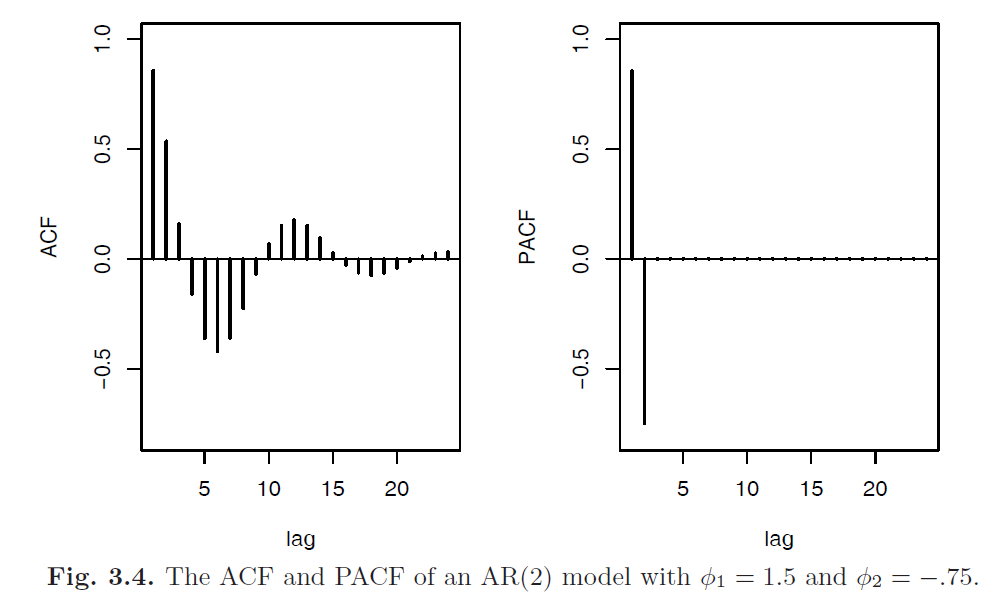 ACF
1.0
0.5
0.0
−0.5
5 10 15 20
lag
PACF
1.0
0.5
0.0
−0.5
5 10 15 20
lag
Fig. 3.4. The ACF and PACF of an AR(2) model with ϕ₁ = 1.5 and ϕ₂ = −.75.